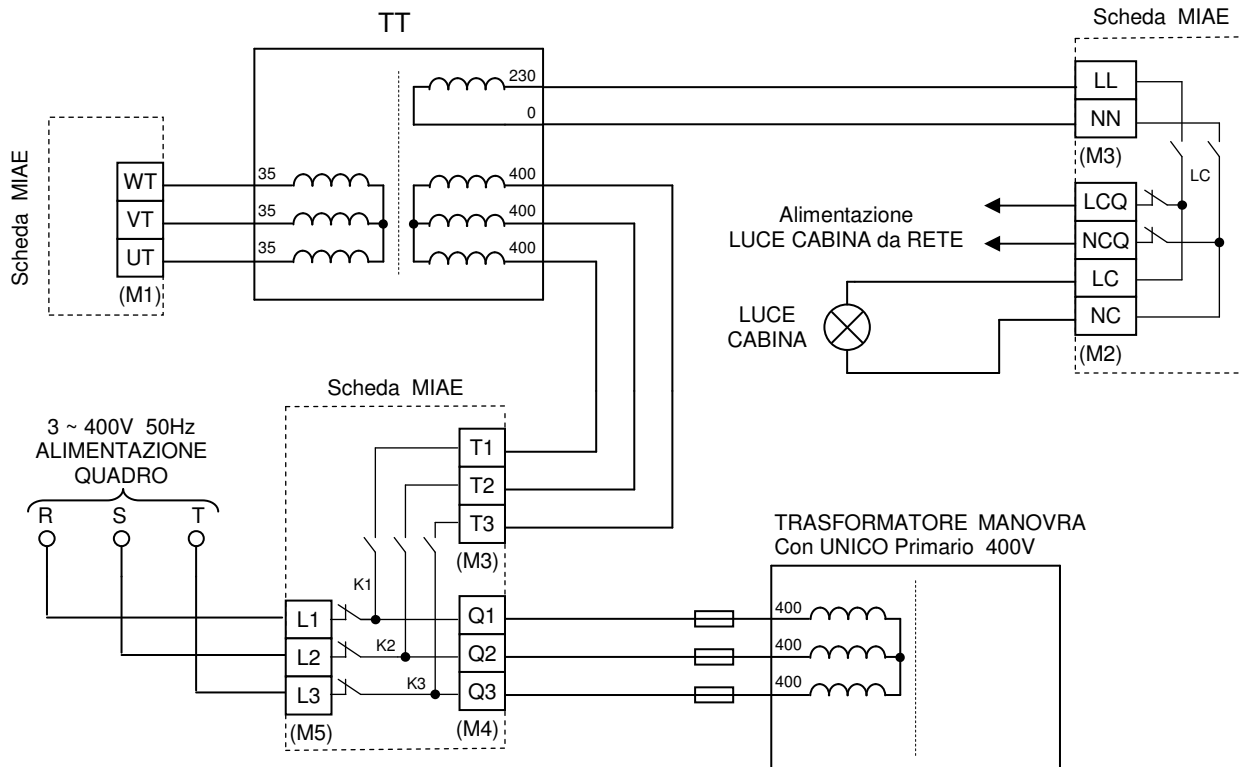 Scheda MIAE
TT
230
0
LL
NN
(M3)
LC
LCQ
NCQ
LC
NC
(M2)
Alimentazione
LUCE CABINA da RETE
LUCE
CABINA
Scheda MIAE
WT
VT
UT
(M1)
35
35
35
400
400
400
Scheda MIAE
3 ~ 400V 50Hz
ALIMENTAZIONE
QUADRO
R S T
T1
T2
T3
(M3)
K1
K2
K3
L1
L2
L3
(M5)
Q1
Q2
Q3
(M4)
TRASFORMATORE MANOVRA
Con UNICO Primario 400V
400
400
400